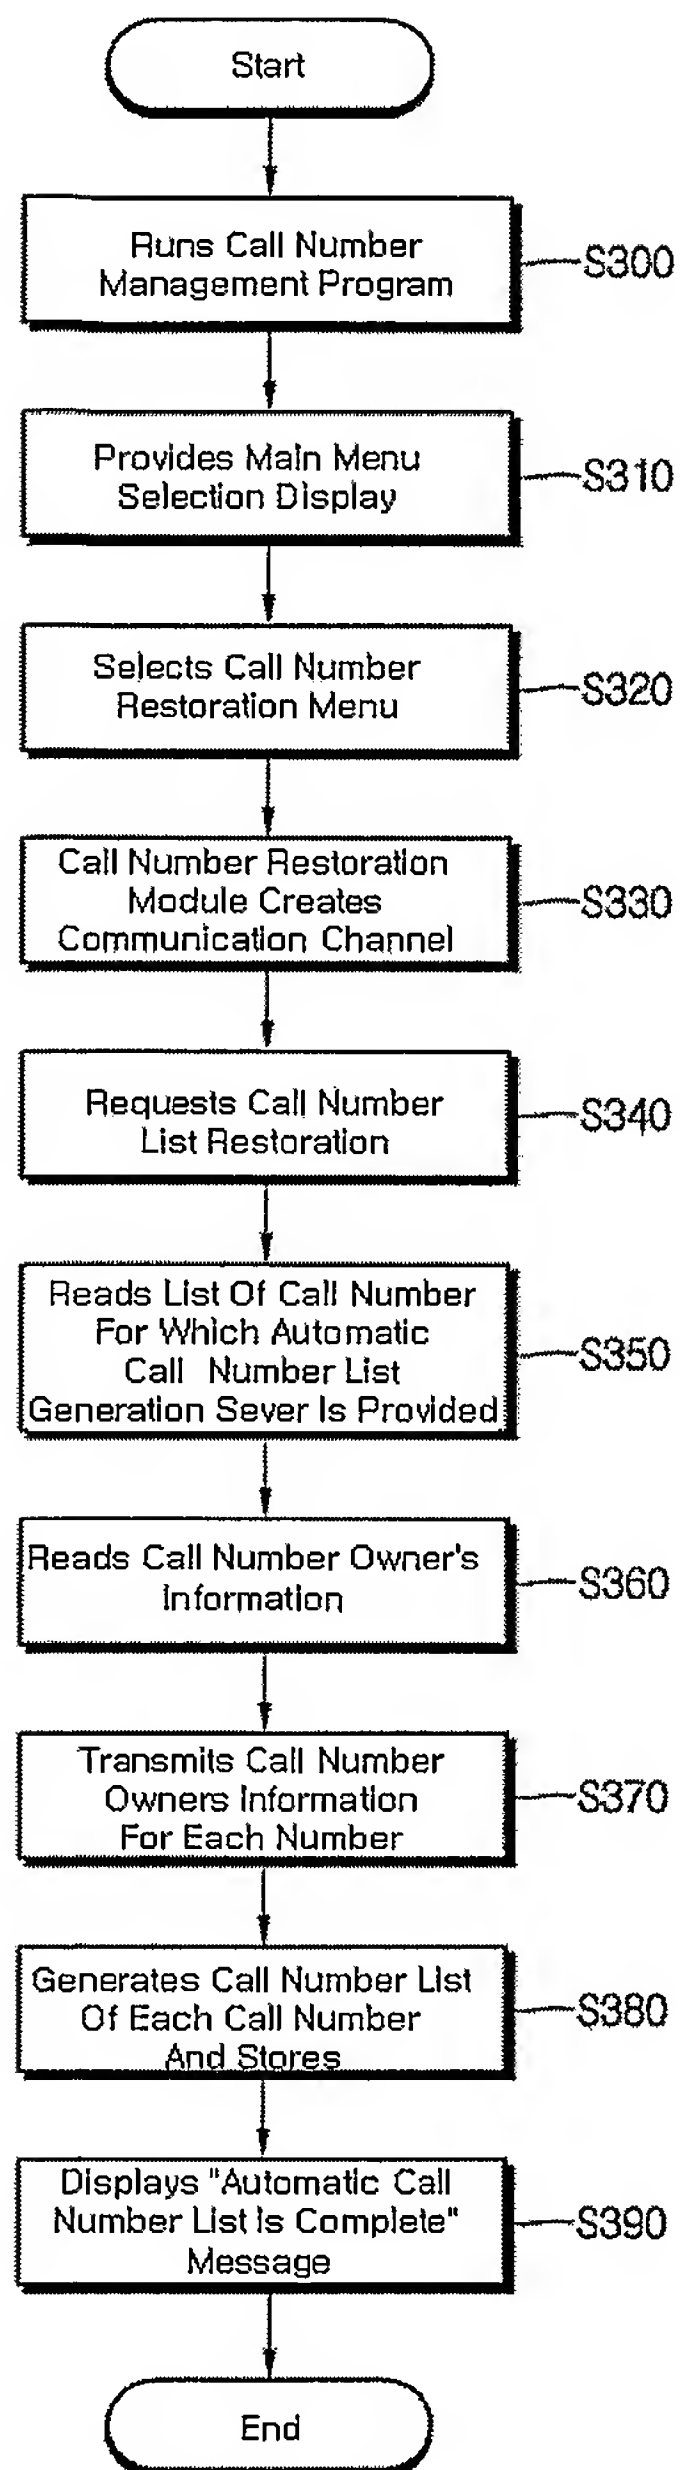 Start
Runs Call Number
Management Program
S300
Provides Main Menu
Selection Display
S310
Selects Call Number
Restoration Menu
S320
Call Number Restoration
Module Creates
Communication Channel
S330
Requests Call Number
List Restoration
S340
Reads List Of Call Number
For Which Automatic
Call Number List
Generation Sever Is Provided
S350
Reads Call Number Owner's
Information
S360
Transmits Call Number
Owners Information
For Each Number
S370
Generates Call Number List
Of Each Call Number
And Stores
S380
Displays "Automatic Call
Number List Is Complete"
Message
S390
End